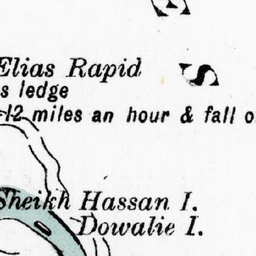 E
Elias Rapid
S
s ledge
-12 miles an hour & fall o
Sheikh Hassan I.
Dowalie I.